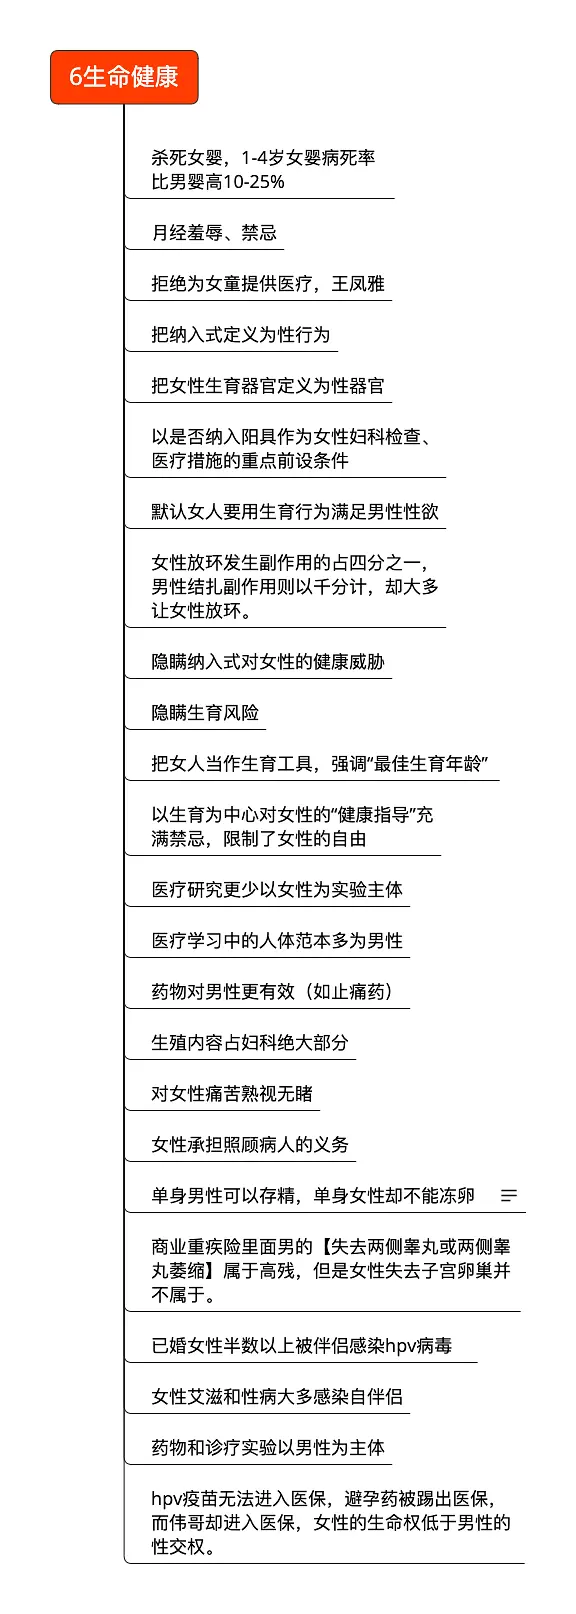 6生命健康
杀死女婴，1-4岁女婴病死率
比男婴高10-25%
月经羞辱、禁忌
拒绝为女童提供医疗，王凤雅
把纳入式定义为性行为
把女性生育器官定义为性器官
以是否纳入阳具作为女性妇科检查、
医疗措施的重点前设条件
默认女人要用生育行为满足男性性欲
女性放环发生副作用的占四分之一，
男性结扎副作用则以千分计，却大多
让女性放环。
隐瞒纳入式对女性的健康威胁
隐瞒生育风险
把女人当作生育工具，强调“最佳生育年龄”
以生育为中心对女性的“健康指导”充
满禁忌，限制了女性的自由
医疗研究更少以女性为实验主体
医疗学习中的人体范本多为男性
药物对男性更有效（如止痛药）
生殖内容占妇科绝大部分
对女性痛苦熟视无睹
女性承担照顾病人的义务
单身男性可以存精，单身女性却不能冻卵
商业重疾险里面男的【失去两侧睾丸或两侧睾
丸萎缩】属于高残，但是女性失去子宫卵巢并
不属于。
已婚女性半数以上被伴侣感染hpv病毒
女性艾滋和性病大多感染自伴侣
药物和诊疗实验以男性为主体
hpv疫苗无法进入医保，避孕药被踢出医保，
而伟哥却进入医保，女性的生命权低于男性的
性交权。